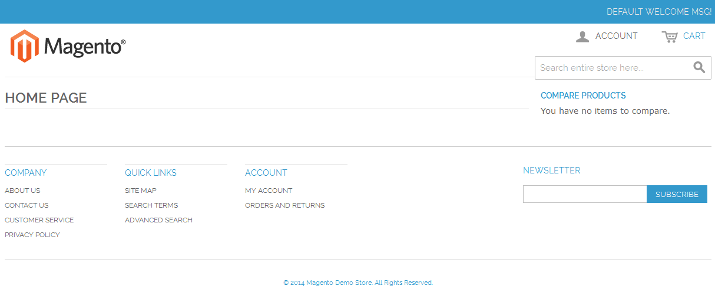 DEFAULT WELCOME MSG!
Magento®
ACCOUNT
CART
Search entire store here...
HOME PAGE
COMPARE PRODUCTS
You have no items to compare.
COMPANY
ABOUT US
CONTACT US
CUSTOMER SERVICE
PRIVACY POLICY
QUICK LINKS
SITE MAP
SEARCH TERMS
ADVANCED SEARCH
ACCOUNT
MY ACCOUNT
ORDERS AND RETURNS
NEWSLETTER
SUBSCRIBE
© 2014 Magento Demo Store. All Rights Reserved.